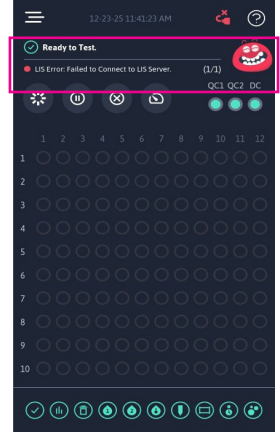 12-23-25 11:41:23 AM
Ready to Test.
LIS Error: Failed to Connect to LIS Server. (1/1)
QC1 QC2 DC
1 2 3 4 5 6 7 8 9 10 11 12
1
2
3
4
5
6
7
8
9
10